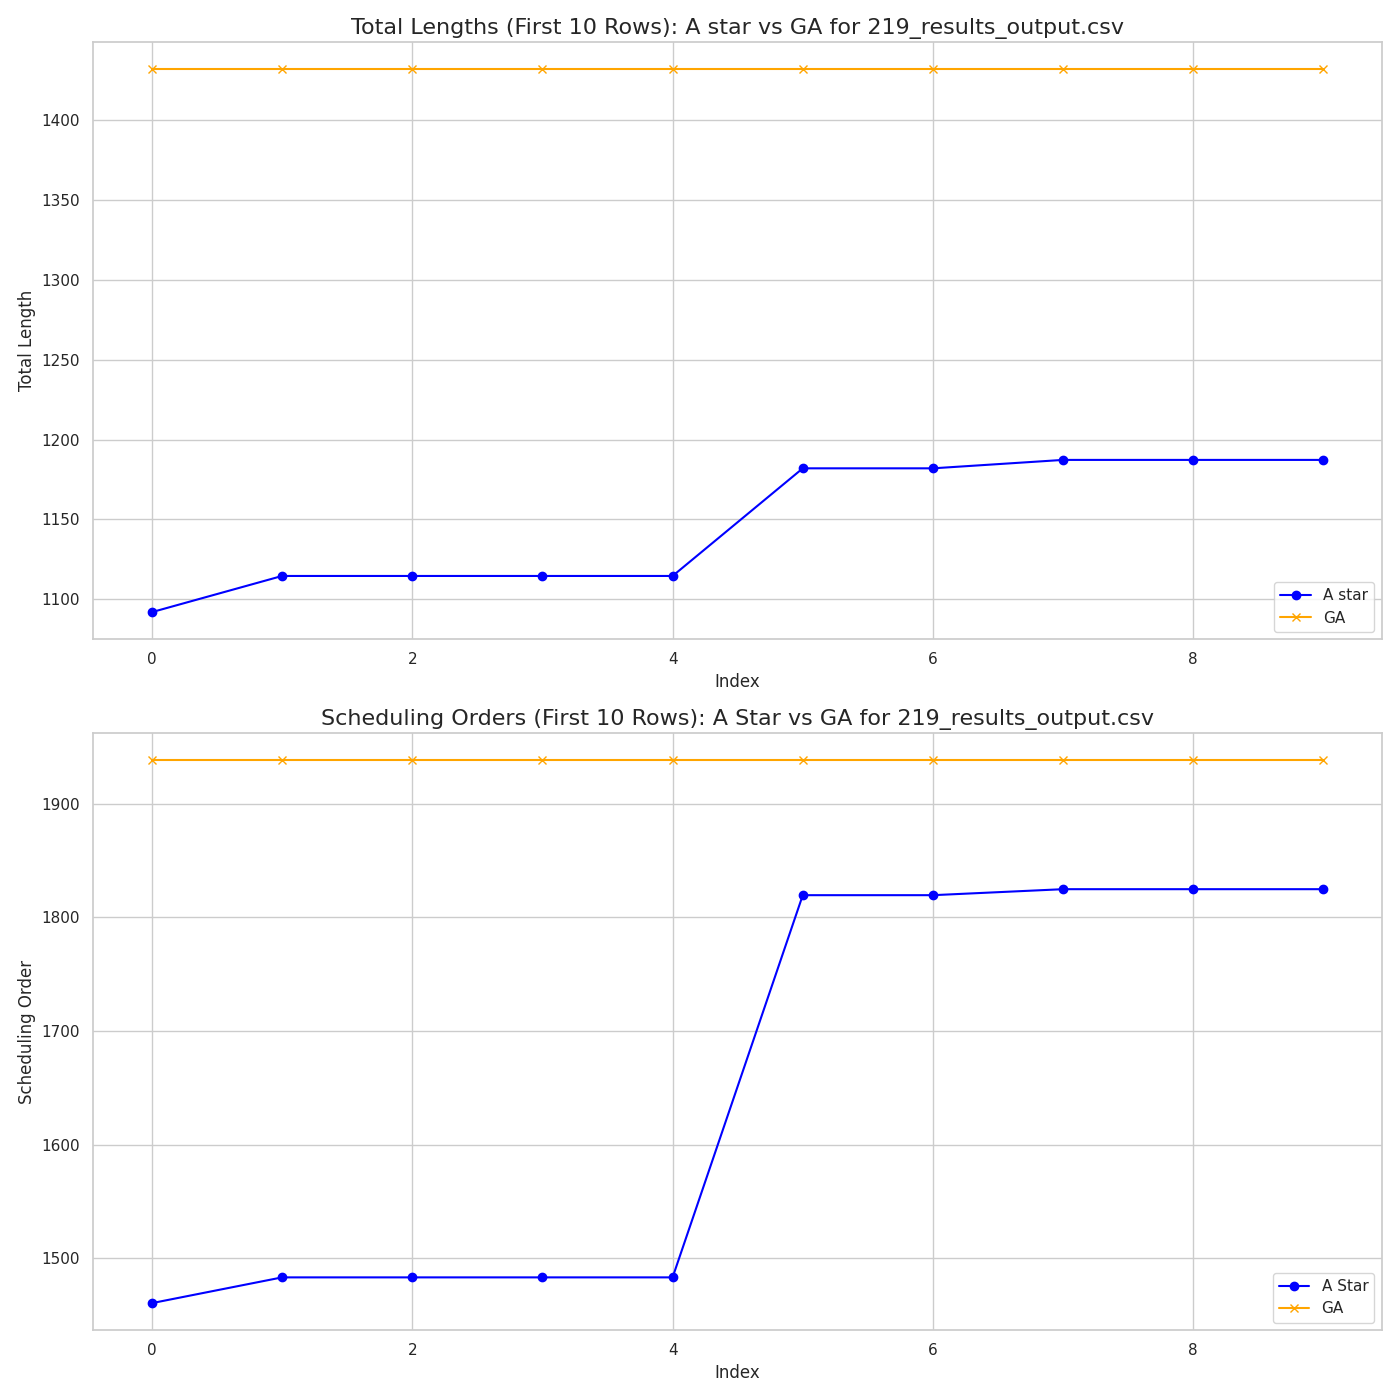 Total Lengths (First 10 Rows): A star vs GA for 219_results_output.csv
1400
1350
1300
1250
1200
1150
1100
Total Length
A star
GA
0 2 4 6 8
Index
Scheduling Orders (First 10 Rows): A Star vs GA for 219_results_output.csv
1900
1800
1700
1600
1500
Scheduling Order
A Star
GA
0 2 4 6 8
Index